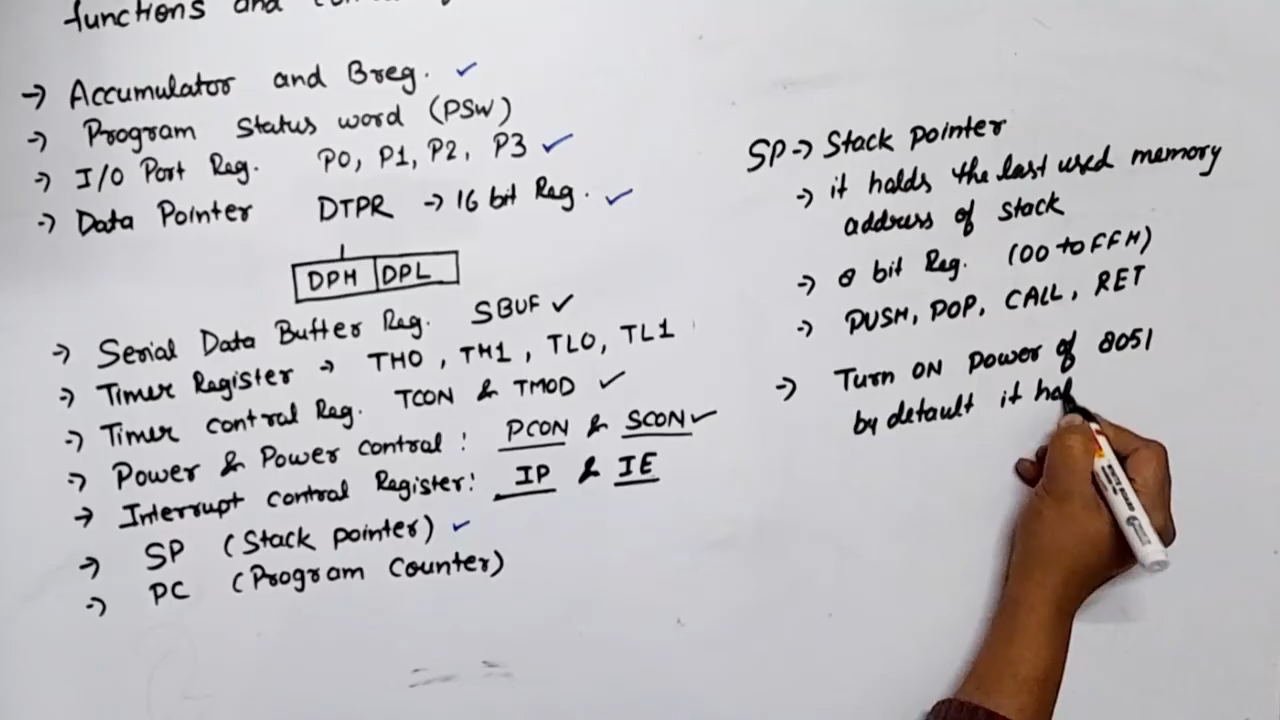 functions and
→ Accumulator and B reg. ✓
→ Program Status word (PSW)
→ I/O Port Reg. P0, P1, P2, P3 ✓
→ Data Pointer DTPR → 16 bit Reg. ✓
DPH DPL
→ Serial Data Buffer Reg. SBUF ✓
→ Timer Register → TH0, TH1, TL0, TL1
→ Timer control Reg. TCON & TMOD ✓
→ Power & Power control : PCON & SCON ✓
→ Interrupt control Register: IP & IE
→ SP (Stack pointer) ✓
→ PC (Program Counter)
SP → Stack pointer
→ it holds the last used memory
address of stack
→ 8 bit Reg. (00 to FFH)
→ PUSH, POP, CALL, RET
→ Turn ON power of 8051
by detault it